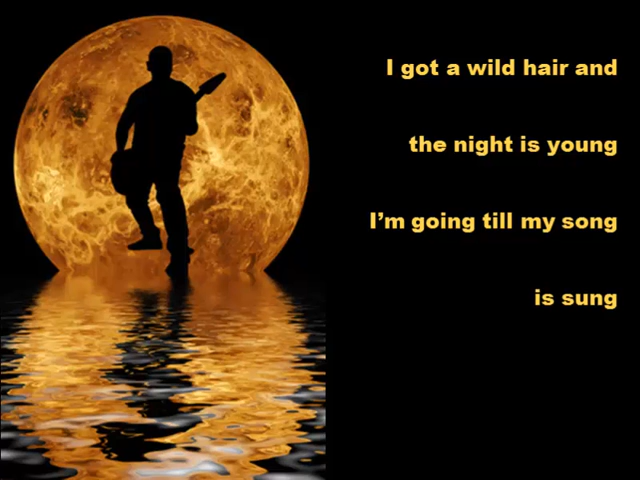 I got a wild hair and
the night is young
I’m going till my song
is sung